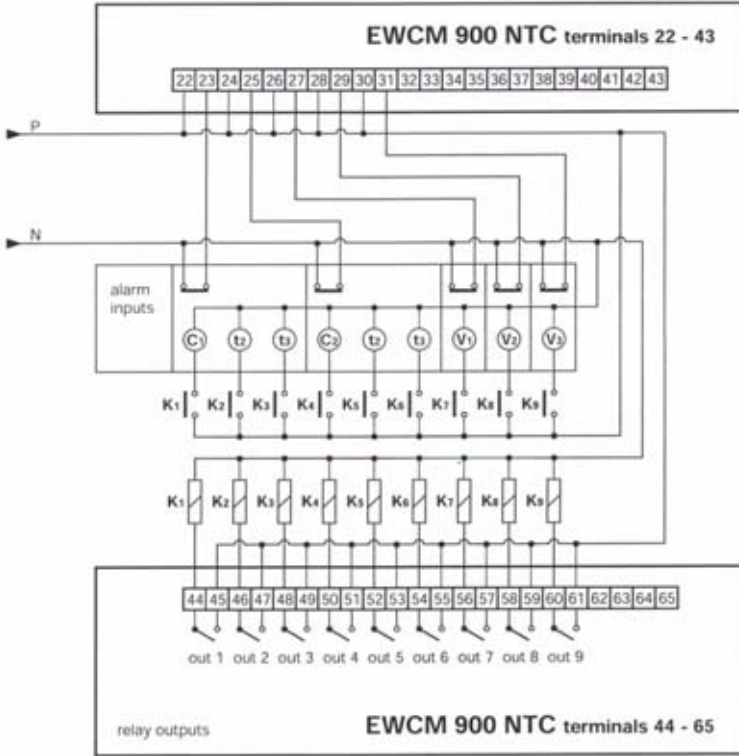 EWCM 900 NTC terminals 22 - 43
22 23 24 25 26 27 28 29 30 31 32 33 34 35 36 37 38 39 40 41 42 43
P
N
alarm
inputs
C1 t2 t3 C2 t2 t3 V1 V2 V3
K1 K2 K3 K4 K5 K6 K7 K8 K9
K1 K2 K3 K4 K5 K6 K7 K8 K9
44 45 46 47 48 49 50 51 52 53 54 55 56 57 58 59 60 61 62 63 64 65
out 1 out 2 out 3 out 4 out 5 out 6 out 7 out 8 out 9
relay outputs
EWCM 900 NTC terminals 44 - 65